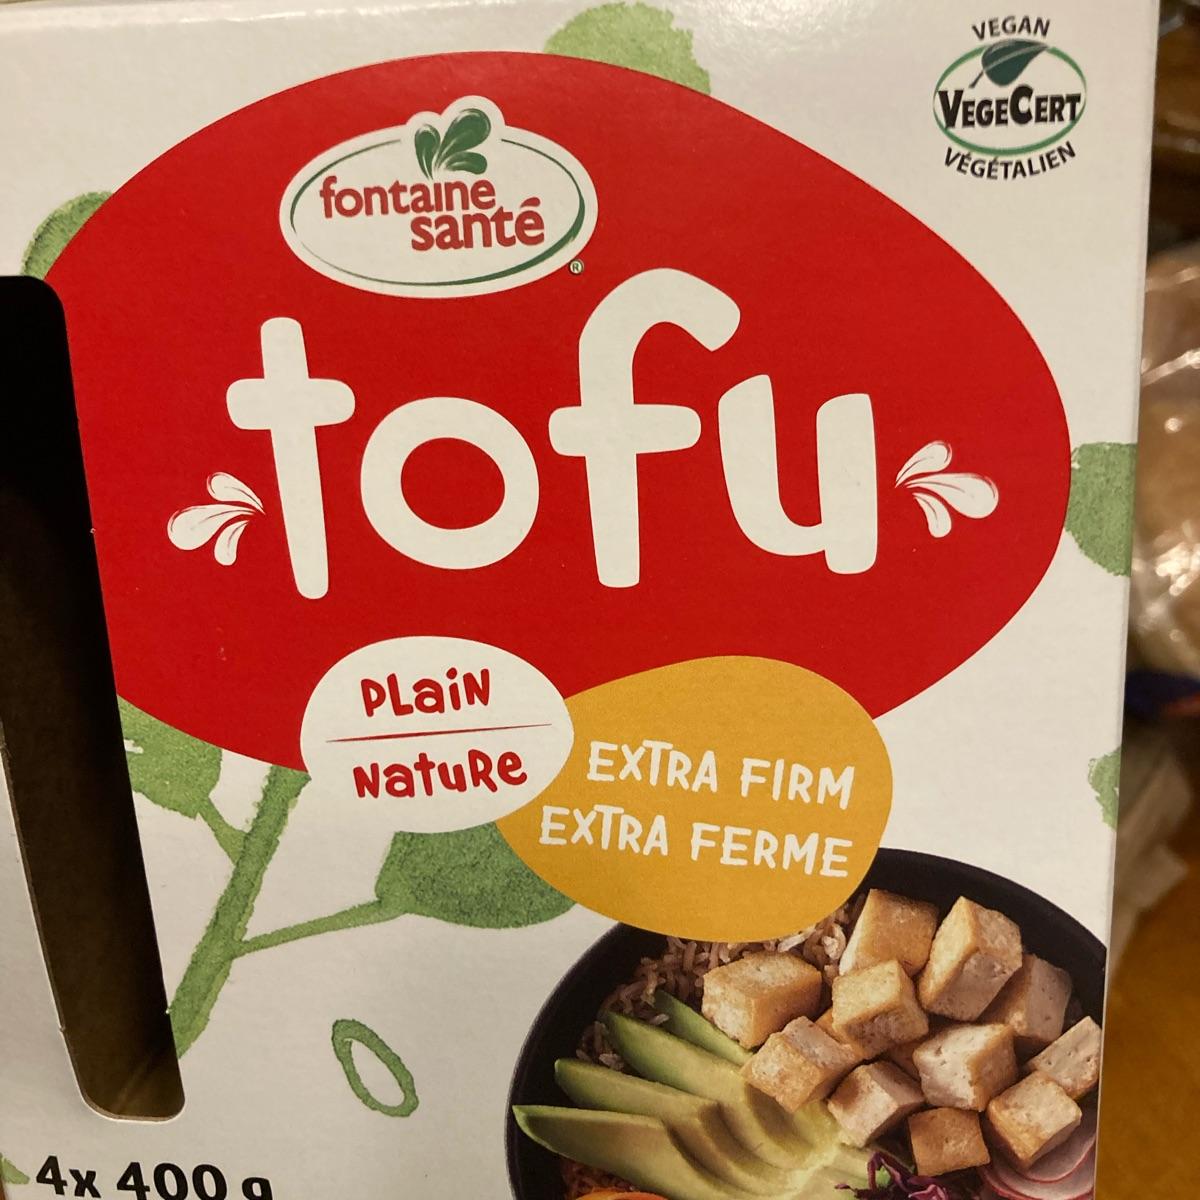 VEGAN
VEGECERT
VÉGÉTALIEN
fontaine
santé
®
tofu
PLaiN
NatuRe
EXTRA FIRM
EXTRA FERME
4x 400 g